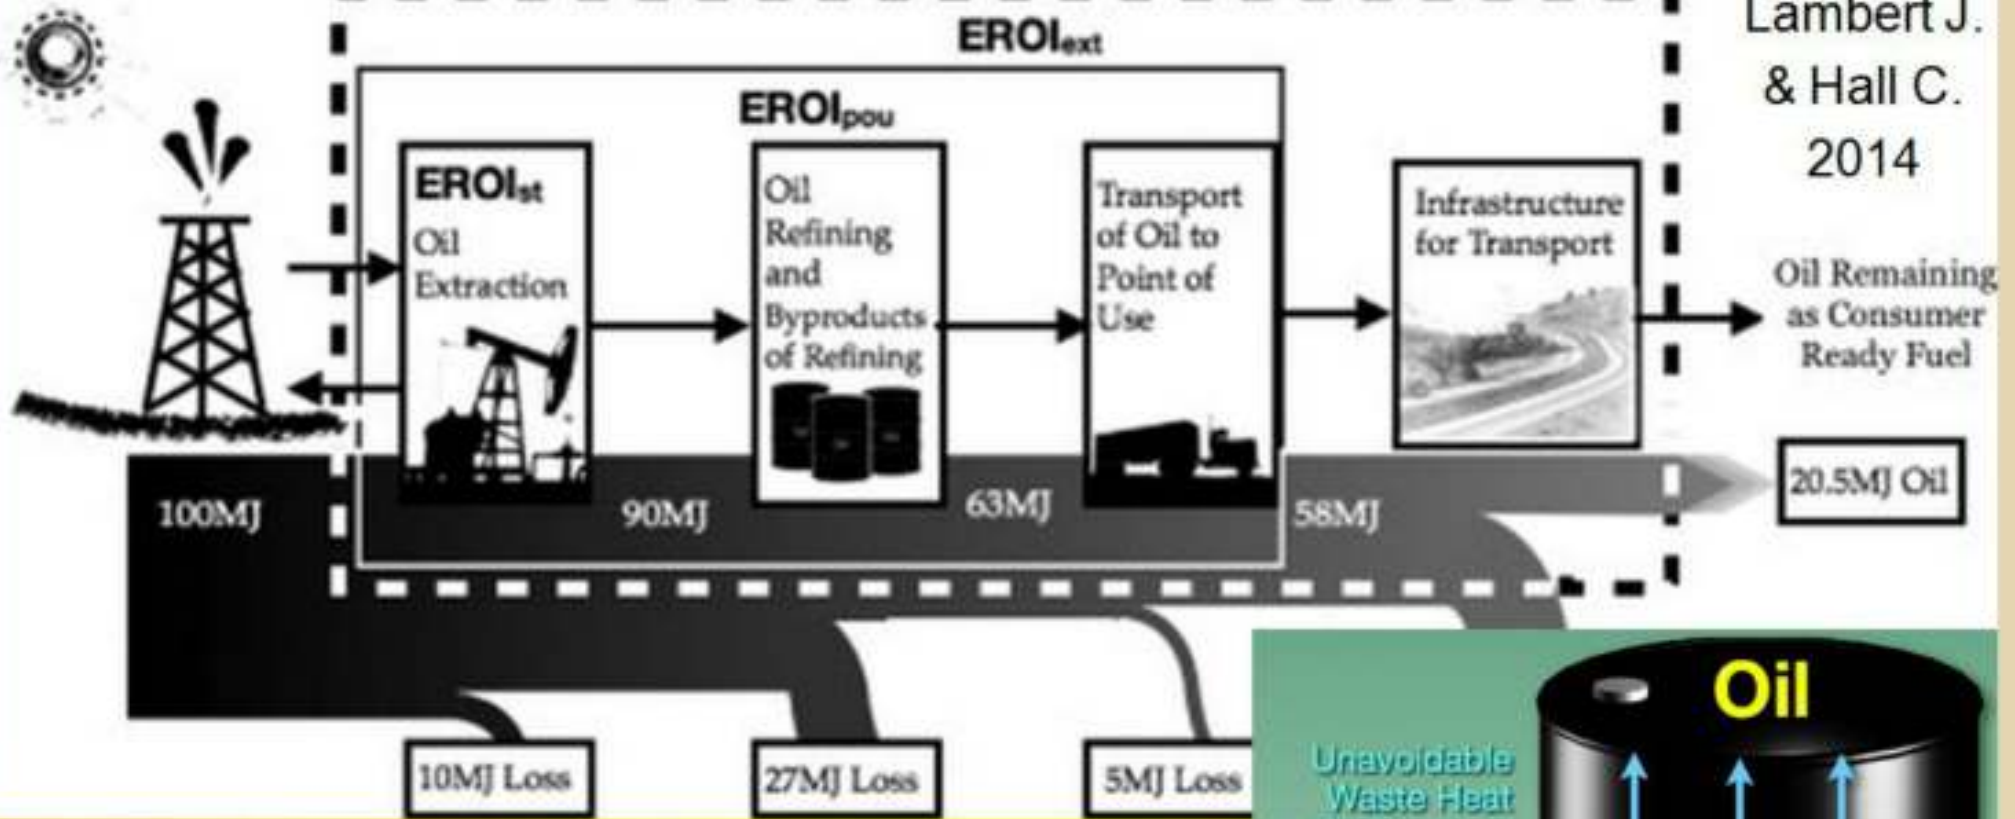 EROIext
Lambert J.
& Hall C.
2014
EROIpou
EROIst
Oil
Extraction
Oil
Refining
and
Byproducts
of Refining
Transport
of Oil to
Point of
Use
Infrastructure
for Transport
Oil Remaining
as Consumer
Ready Fuel
100MJ
90MJ
63MJ
58MJ
20.5MJ Oil
10MJ Loss
27MJ Loss
5MJ Loss
Oil
Unavoidable
Waste Heat